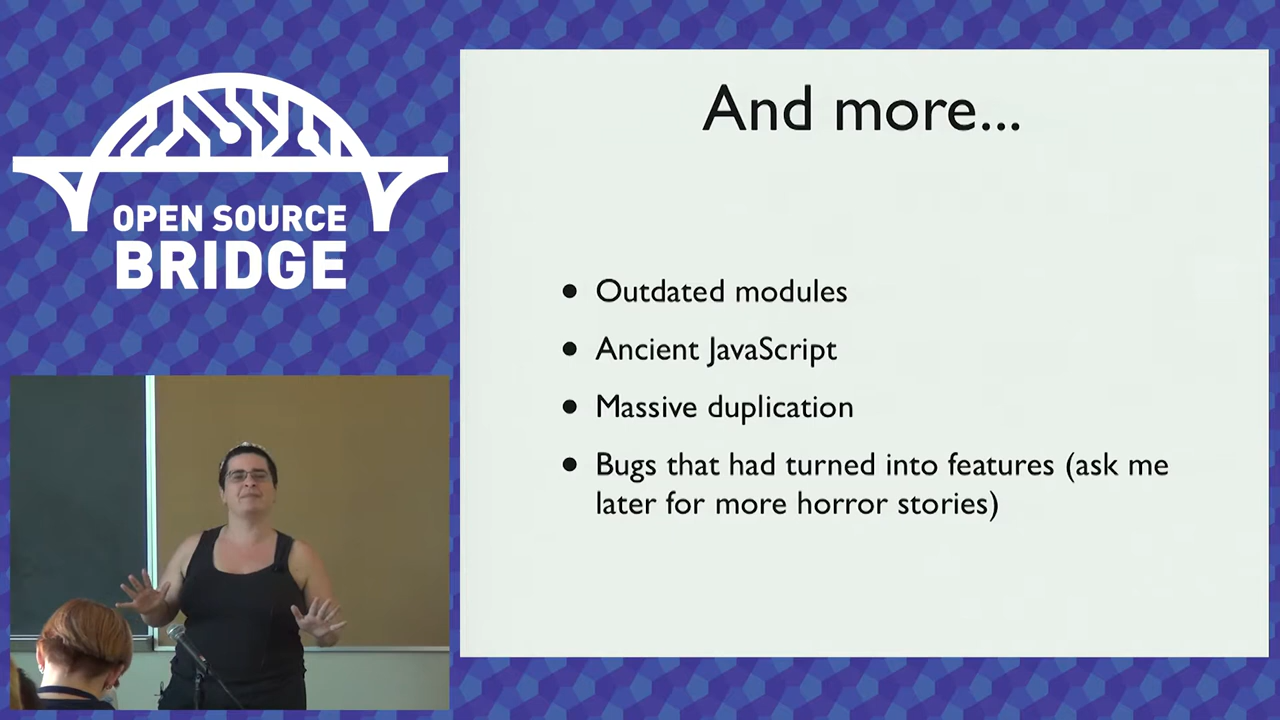 OPEN SOURCE
BRIDGE
And more...
• Outdated modules
• Ancient JavaScript
• Massive duplication
• Bugs that had turned into features (ask me
later for more horror stories)